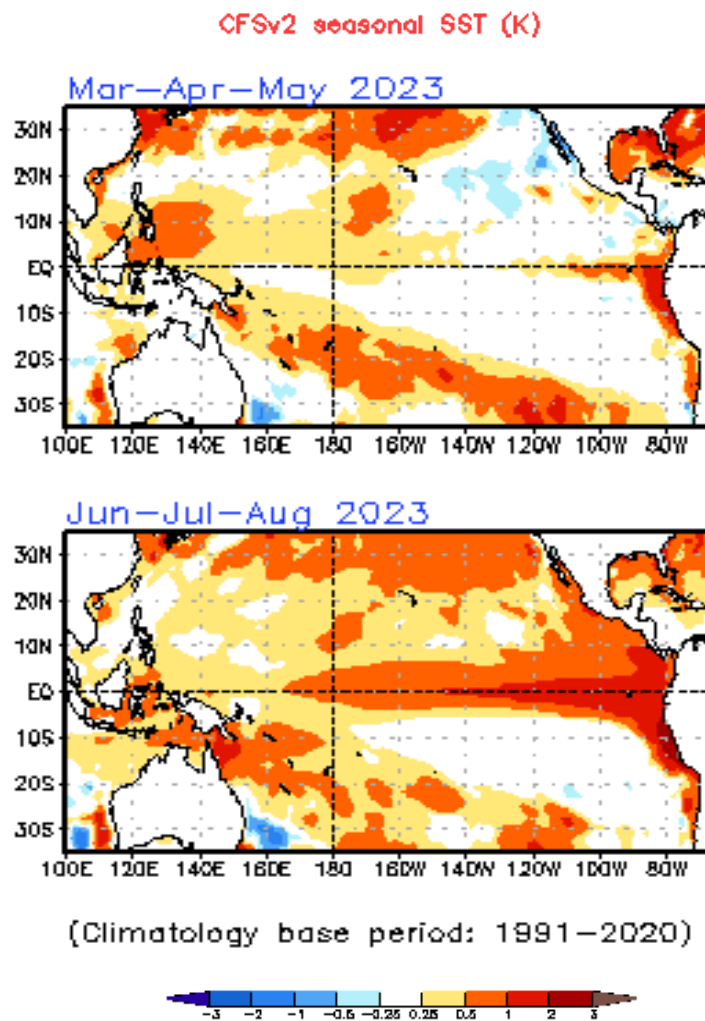 CFSv2 seasonal SST (K)
Mar-Apr-May 2023
30N
20N
10N
EQ
10S
20S
30S
100E 120E 140E 160E 180 160W 140W 120W 100W 80W
Jun-Jul-Aug 2023
30N
20N
10N
EQ
10S
20S
30S
100E 120E 140E 160E 180 160W 140W 120W 100W 80W
(Climatology base period: 1991-2020)
-3 -2 -1 -0.5 -0.25 0.25 0.5 1 2 3